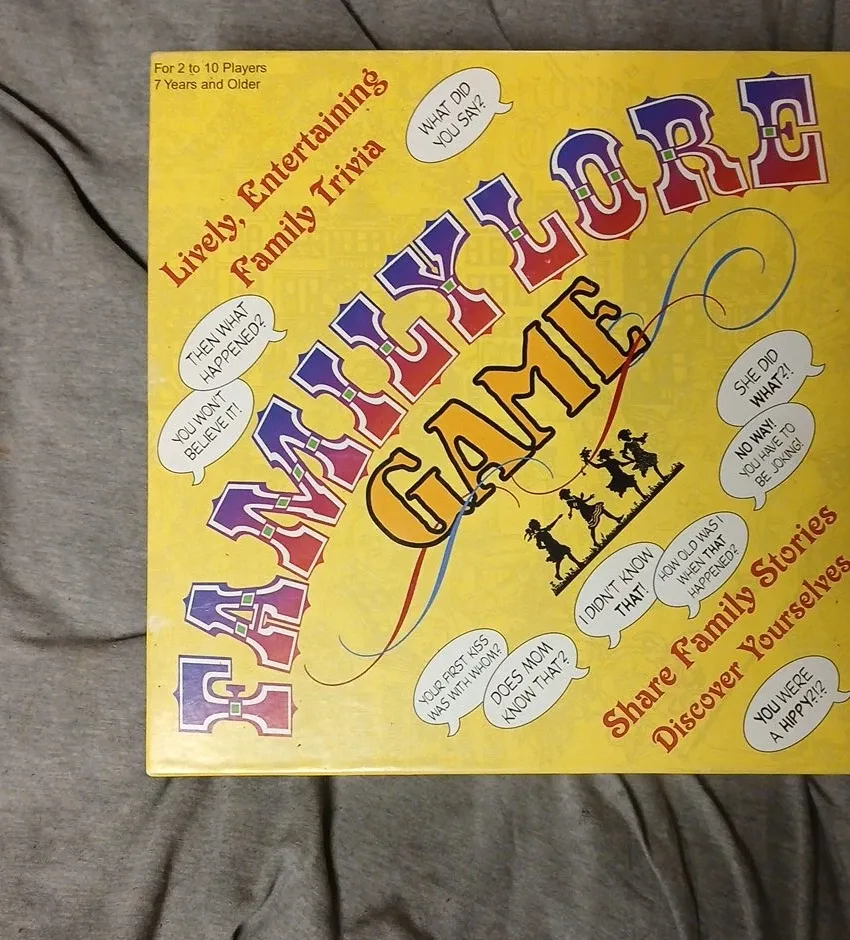 For 2 to 10 Players
7 Years and Older
Lively, Entertaining
Family Trivia
WHAT DID
YOU SAY?
FAMILY LORE
GAME
THEN WHAT
HAPPENED?
YOU WON'T
BELIEVE IT!
SHE DID
WHAT?!
NO WAY!
YOU HAVE TO
BE JOKING!
HOW OLD WAS I
WHEN THAT
HAPPENED?
I DIDN'T KNOW
THAT!
YOUR FIRST KISS
WAS WITH WHOM?
DOES MOM
KNOW THAT?
Share Family Stories
Discover Yourselves
YOU WERE
A HIPPY?!?